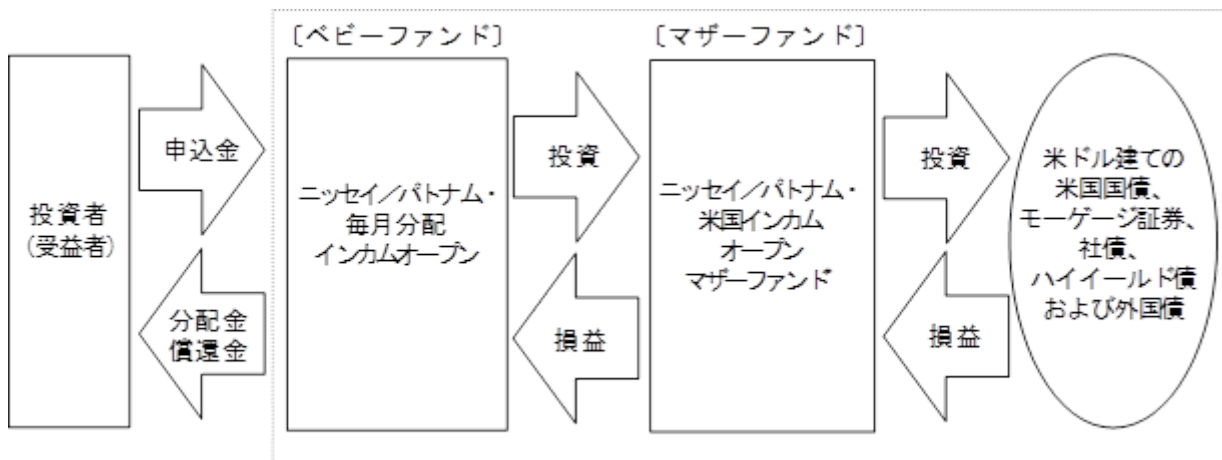 〔ベビーファンド〕
〔マザーファンド〕
投資者
(受益者)
申込金
分配金
償還金
ニッセイ／パトナム・
毎月分配
インカムオープン
投資
損益
ニッセイ／パトナム・
米国インカム
オープン
マザーファンド
投資
損益
米ドル建ての
米国国債、
モーゲージ証券、
社債、
ハイイールド債
および外国債